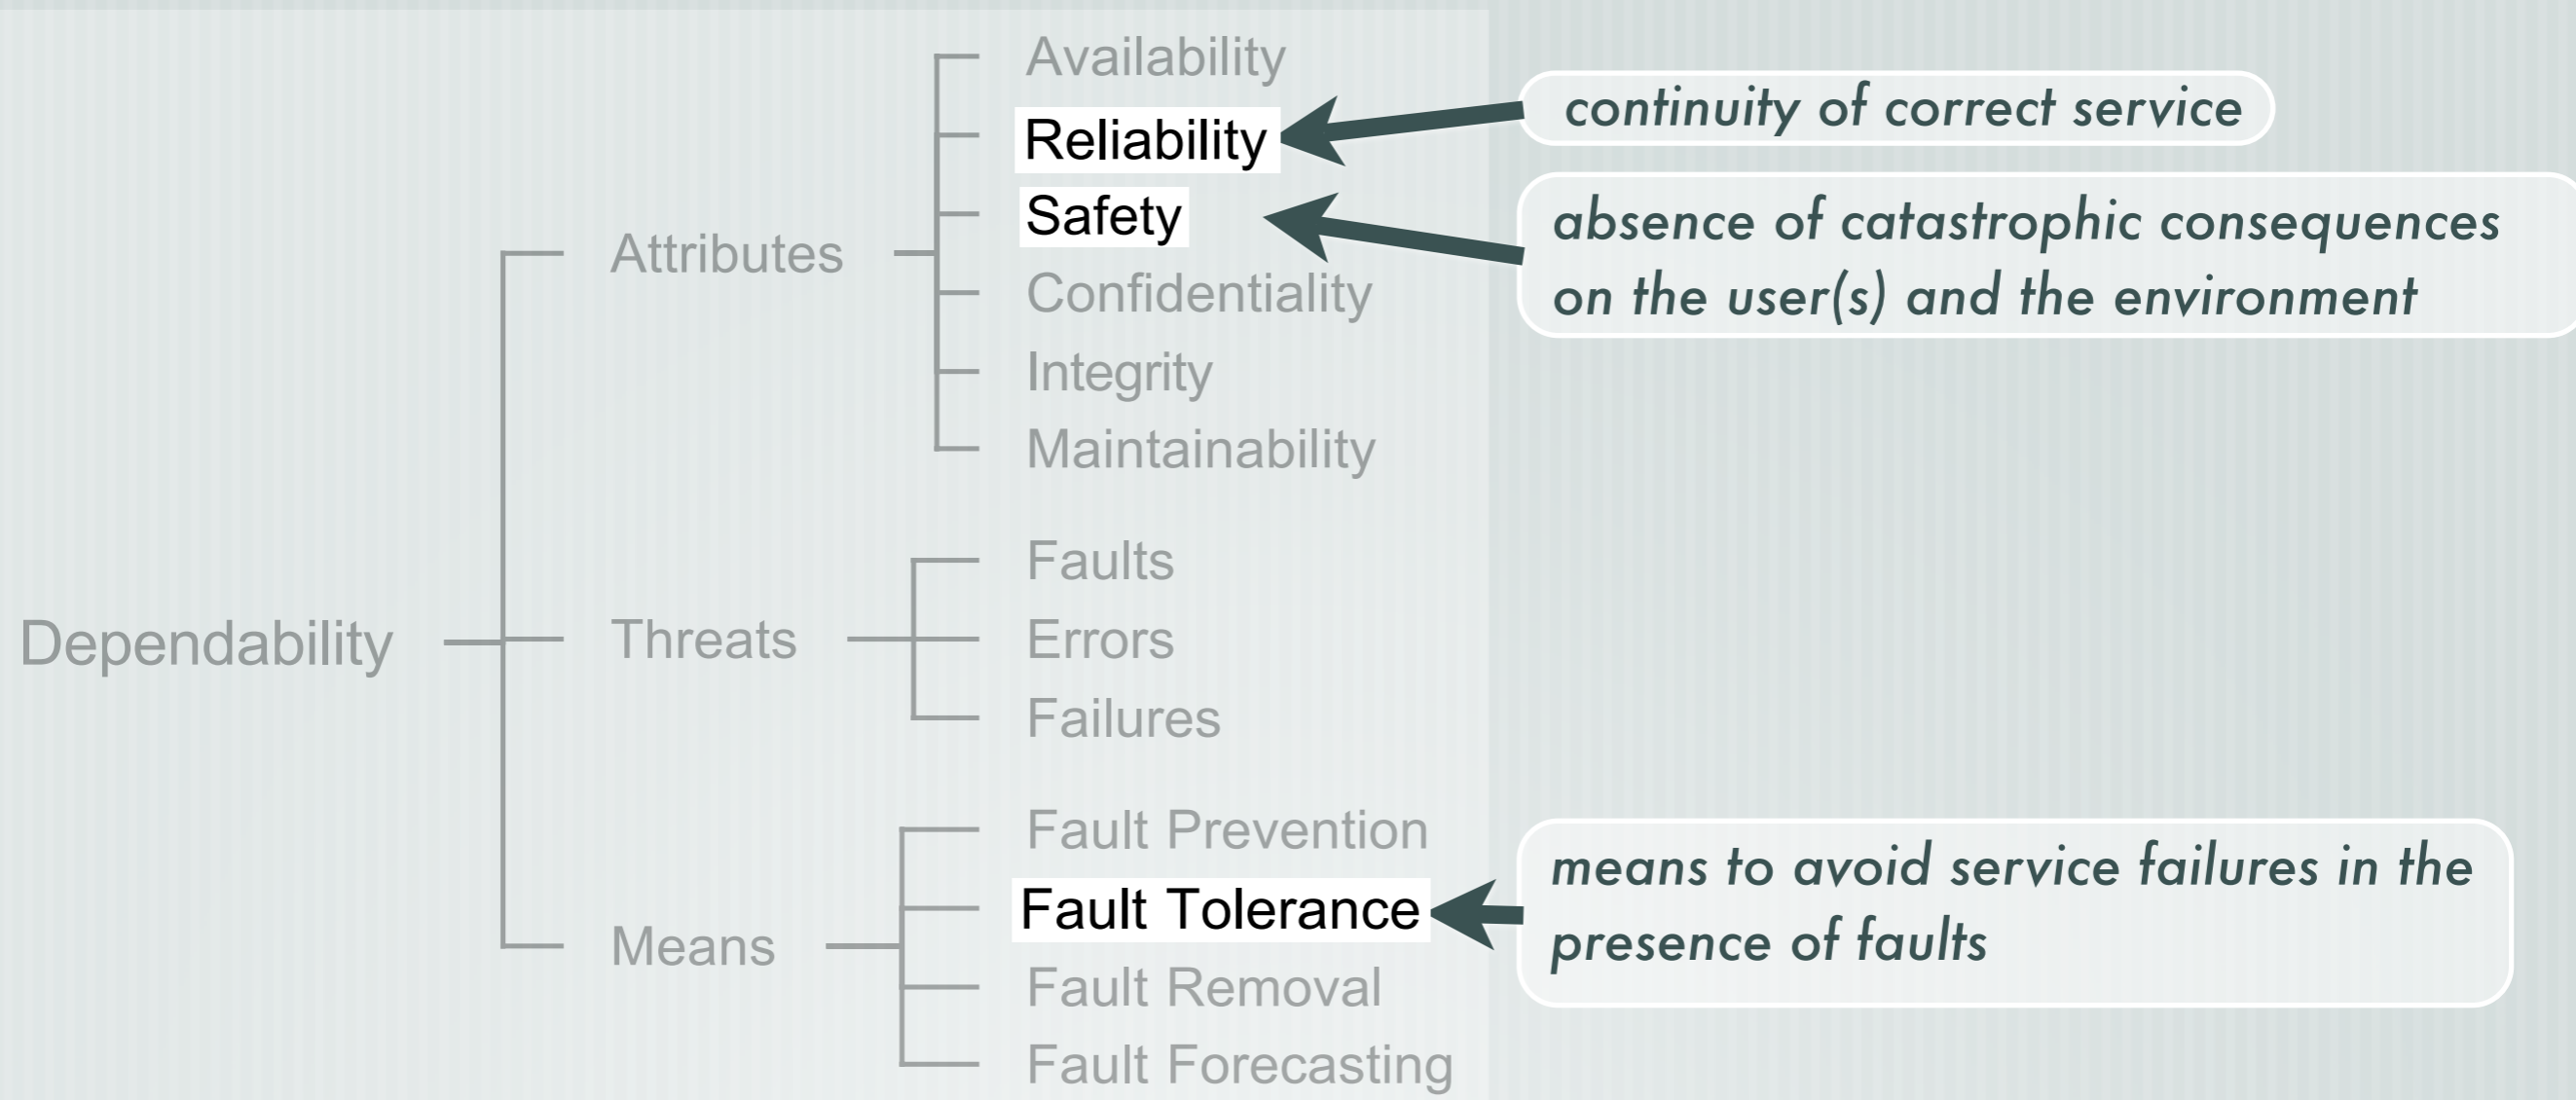 Availability
Reliability
continuity of correct service
Safety
absence of catastrophic consequences
on the user(s) and the environment
Attributes
Confidentiality
Integrity
Maintainability
Faults
Dependability
Threats
Errors
Failures
Fault Prevention
Fault Tolerance
means to avoid service failures in the
presence of faults
Means
Fault Removal
Fault Forecasting